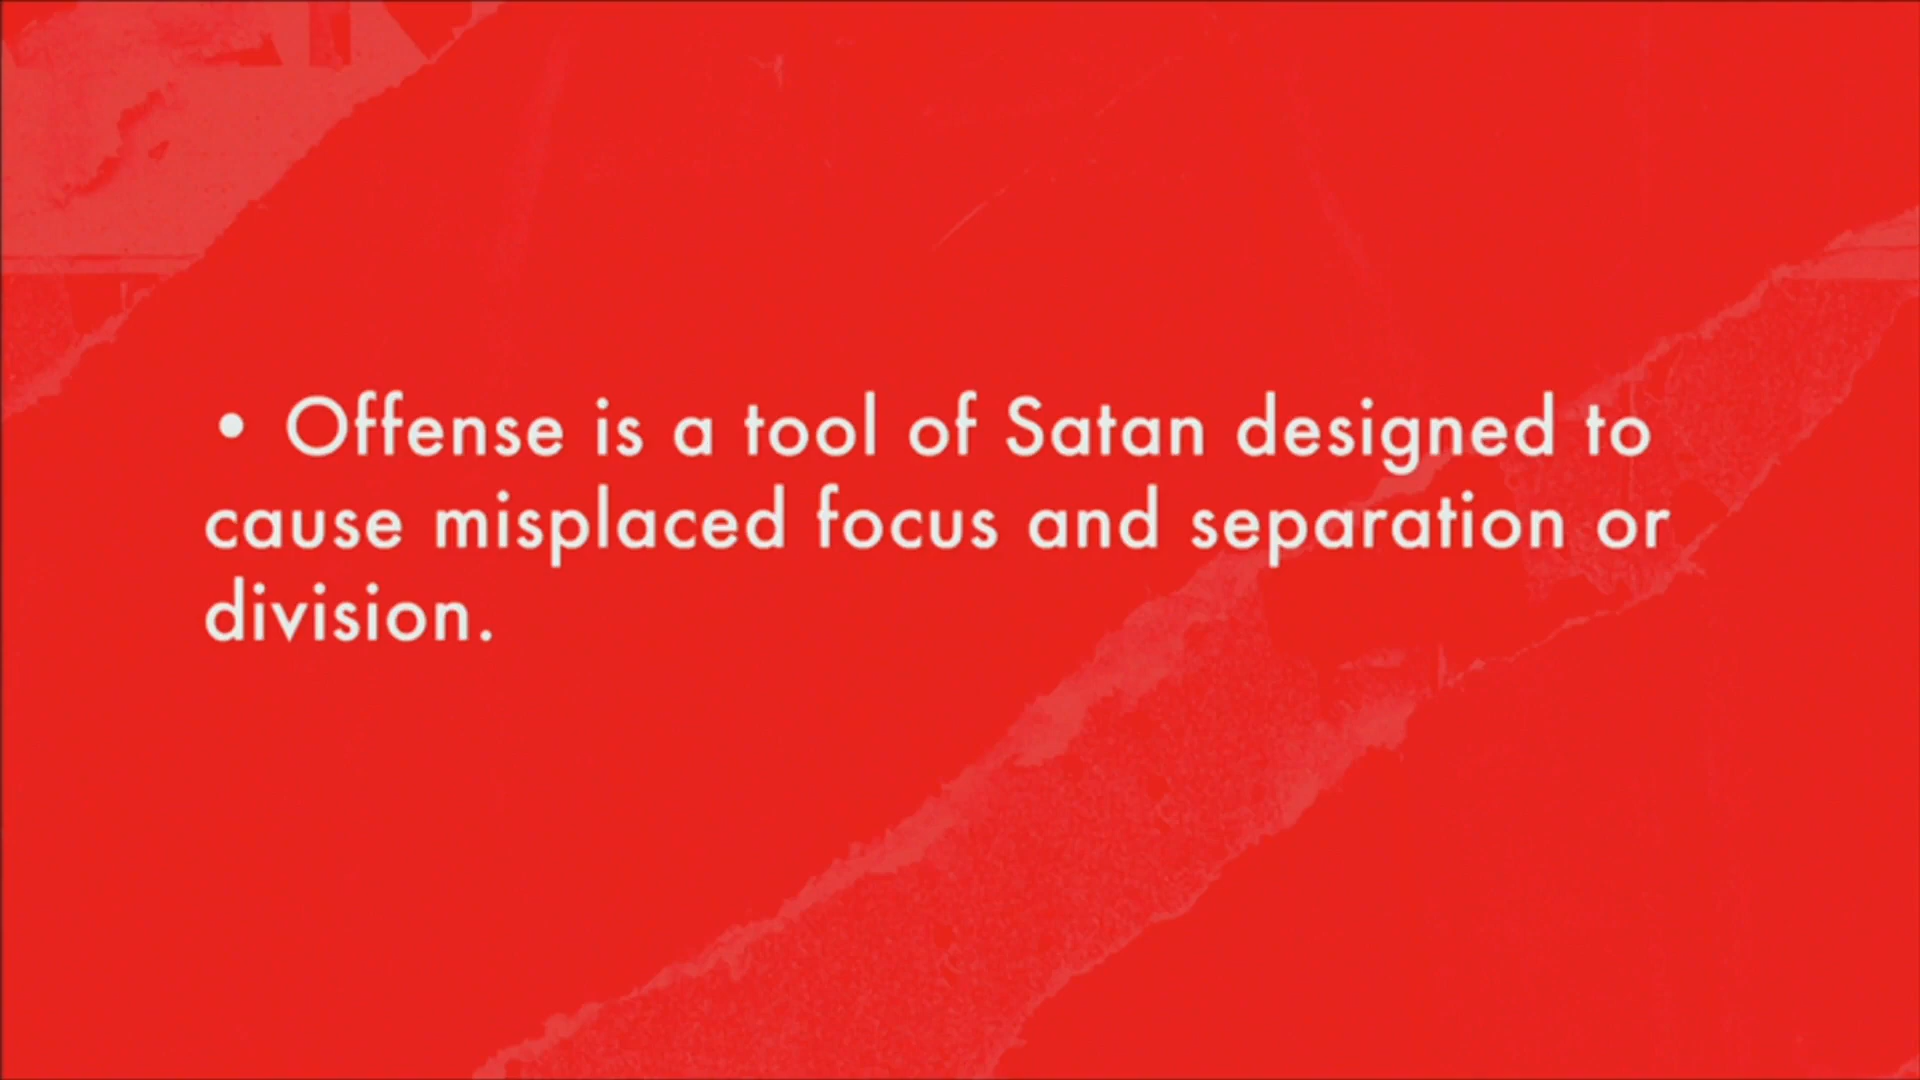 • Offense is a tool of Satan designed to
cause misplaced focus and separation or
division.